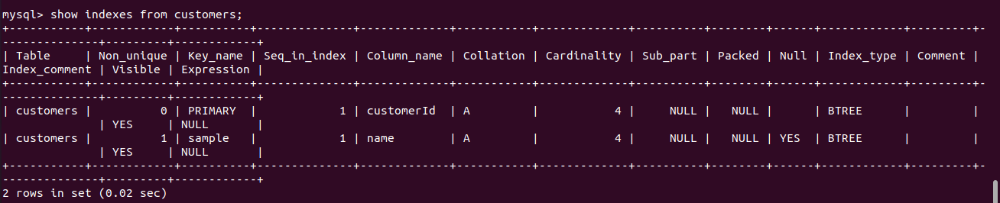 mysql> show indexes from customers;
+-----------+------------+----------+--------------+-------------+-----------+-------------+----------+--------+------+------------+---------+-
--------------+---------+------------+
| Table     | Non_unique | Key_name | Seq_in_index | Column_name | Collation | Cardinality | Sub_part | Packed | Null | Index_type | Comment |
Index_comment | Visible | Expression |
+-----------+------------+----------+--------------+-------------+-----------+-------------+----------+--------+------+------------+---------+-
--------------+---------+------------+
| customers |          0 | PRIMARY  |            1 | customerId  | A         |           4 |     NULL |   NULL |      | BTREE      |         |
              | YES     | NULL       |
| customers |          1 | sample   |            1 | name        | A         |           4 |     NULL |   NULL | YES  | BTREE      |         |
              | YES     | NULL       |
+-----------+------------+----------+--------------+-------------+-----------+-------------+----------+--------+------+------------+---------+-
--------------+---------+------------+
2 rows in set (0.02 sec)